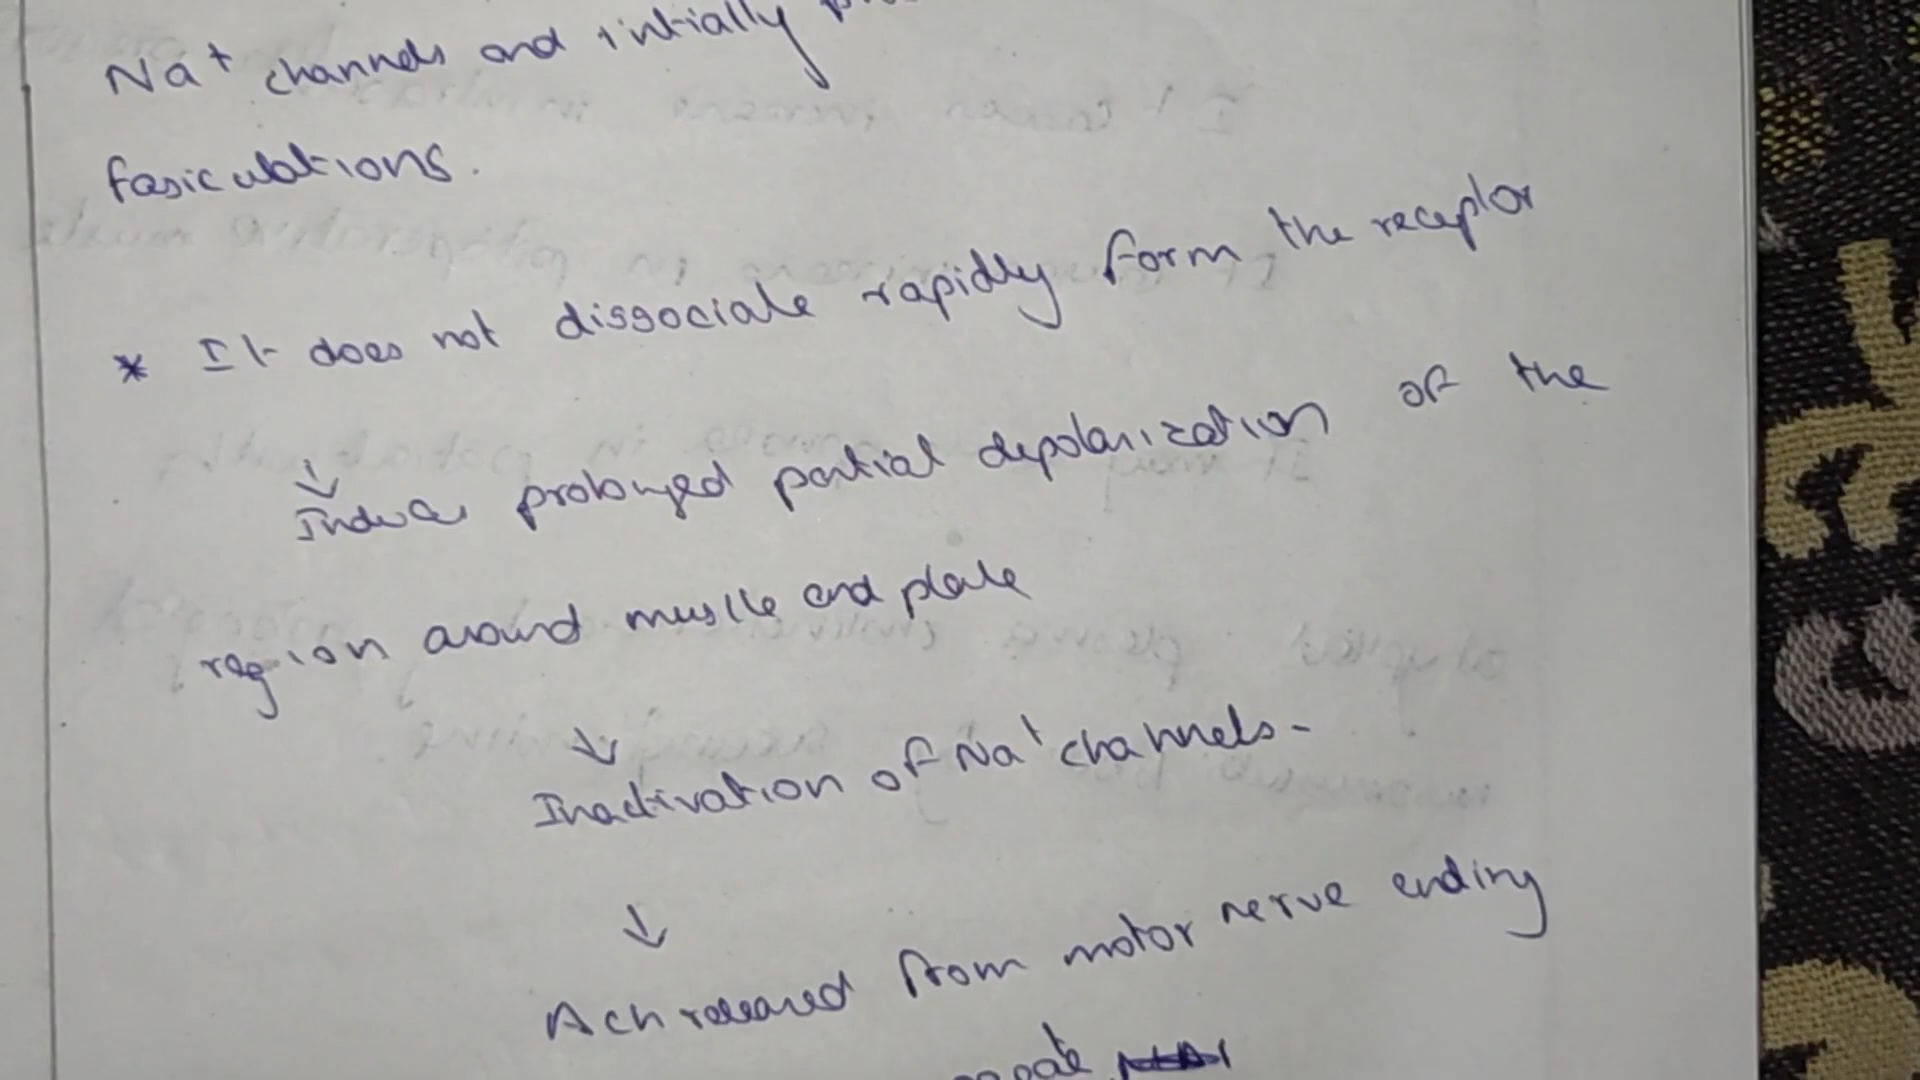 Na+ channels and initially
fasiculations.
* It does not dissociate rapidly form the receptor
↓
Induces prolonged partial depolarization of the
region around muscle end plate
↓
Inactivation of Na+ channels.
↓
Ach released from motor nerve ending